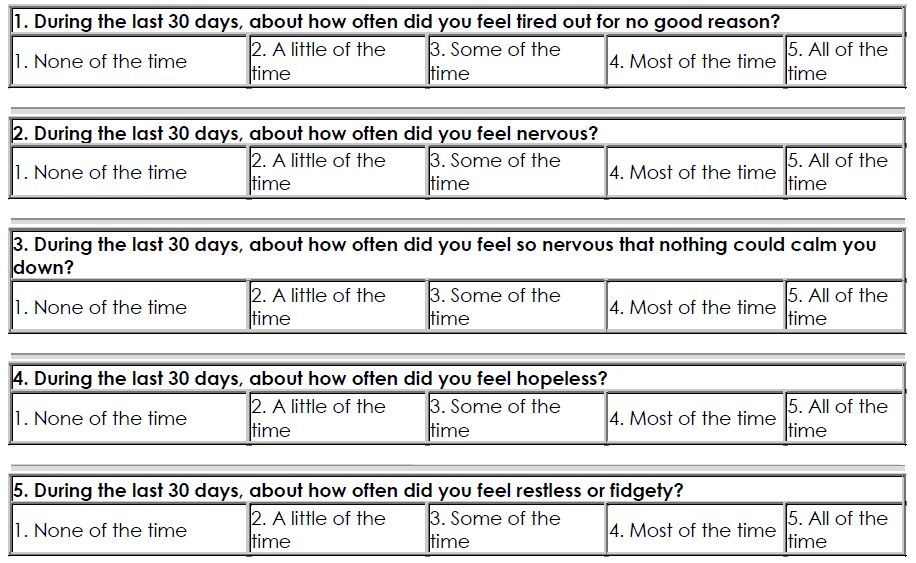 1. During the last 30 days, about how often did you feel tired out for no good reason?
1. None of the time
2. A little of the
time
3. Some of the
time
4. Most of the time
5. All of the
time
2. During the last 30 days, about how often did you feel nervous?
1. None of the time
2. A little of the
time
3. Some of the
time
4. Most of the time
5. All of the
time
3. During the last 30 days, about how often did you feel so nervous that nothing could calm you
down?
1. None of the time
2. A little of the
time
3. Some of the
time
4. Most of the time
5. All of the
time
4. During the last 30 days, about how often did you feel hopeless?
1. None of the time
2. A little of the
time
3. Some of the
time
4. Most of the time
5. All of the
time
5. During the last 30 days, about how often did you feel restless or fidgety?
1. None of the time
2. A little of the
time
3. Some of the
time
4. Most of the time
5. All of the
time